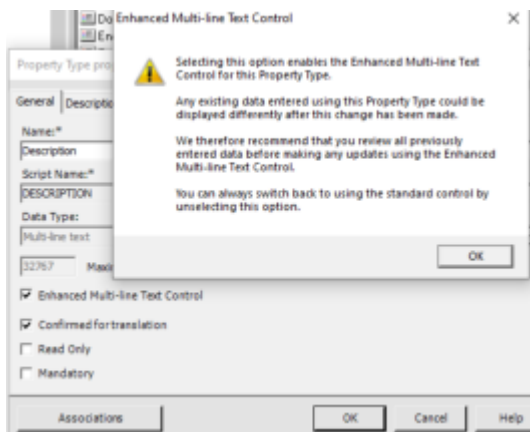 Do
En
Enhanced Multi-line Text Control
Property Type pro
Selecting this option enables the Enhanced Multi-line Text
Control for this Property Type.
Any existing data entered using this Property Type could be
displayed differently after this change has been made.
We therefore recommend that you review all previously
entered data before making any updates using the Enhanced
Multi-line Text Control.
You can always switch back to using the standard control by
unselecting this option.
OK
General
Descriptio
Name:*
Description
Script Name:*
DESCRIPTION
Data Type:
Multi-line text
32767
Maxi
Enhanced Multi-line Text Control
Confirmed for translation
Read Only
Mandatory
Associations
OK
Cancel
Help